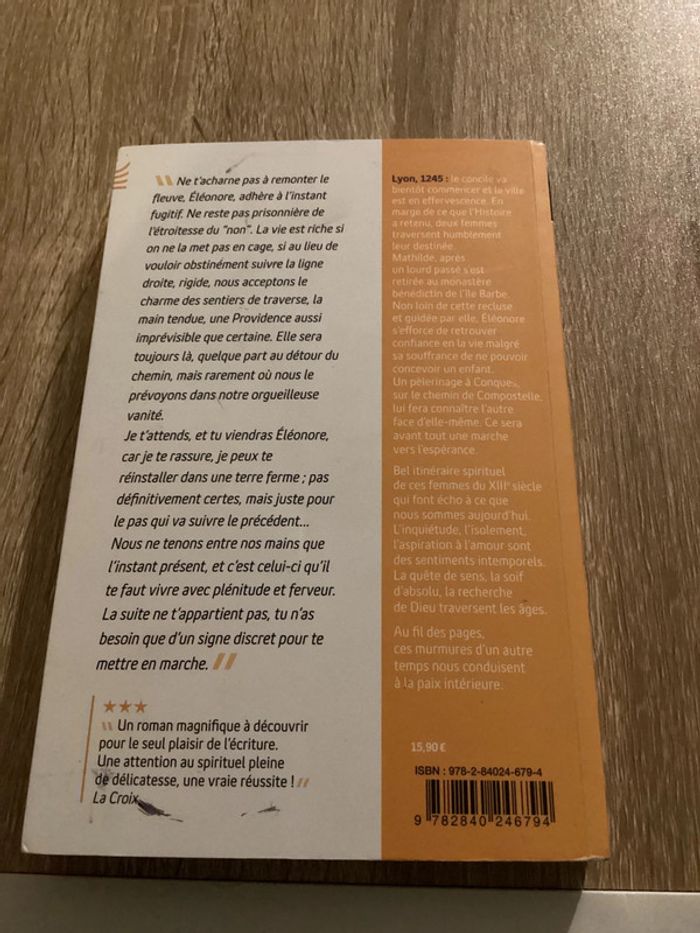 " Ne t'acharne pas à remonter le
fleuve, Éléonore, adhère à l'instant
fugitif. Ne reste pas prisonnière de
l'étroitesse du "non". La vie est riche si
on ne la met pas en cage, si au lieu de
vouloir obstinément suivre la ligne
droite, rigide, nous acceptons le
charme des sentiers de traverse, la
main tendue, une Providence aussi
imprévisible que certaine. Elle sera
toujours là, quelque part au détour du
chemin, mais rarement où nous le
prévoyons dans notre orgueilleuse
vanité.
Je t'attends, et tu viendras Éléonore,
car je te rassure, je peux te
réinstaller dans une terre ferme ; pas
définitivement certes, mais juste pour
le pas qui va suivre le précédent...
Nous ne tenons entre nos mains que
l'instant présent, et c'est celui-ci qu'il
te faut vivre avec plénitude et ferveur.
La suite ne t'appartient pas, tu n'as
besoin que d'un signe discret pour te
mettre en marche. "
★★★
" Un roman magnifique à découvrir
pour le seul plaisir de l'écriture.
Une attention au spirituel pleine
de délicatesse, une vraie réussite ! "
La Croix
Lyon, 1245 : le concile va
bientôt commencer et la ville
est en effervescence. En
marge de ce que l'Histoire
a retenu, deux femmes
traversent humblement
leur destinée.
Mathilde, après
un lourd passé s'est
retirée au monastère
bénédictin de l'île Barbe.
Non loin de cette recluse
et guidée par elle, Éléonore
s'efforce de retrouver
confiance en la vie malgré
sa souffrance de ne pouvoir
concevoir un enfant.
Un pèlerinage à Conques,
sur le chemin de Compostelle,
lui fera connaître l'autre
face d'elle-même. Ce sera
avant tout une marche
vers l'espérance.
Bel itinéraire spirituel
de ces femmes du XIIIe siècle
qui font écho à ce que
nous sommes aujourd'hui.
L'inquiétude, l'isolement,
l'aspiration à l'amour sont
des sentiments intemporels.
La quête de sens, la soif
d'absolu, la recherche
de Dieu traversent les âges.
Au fil des pages,
ces murmures d'un autre
temps nous conduisent
à la paix intérieure.
15,90 €
ISBN : 978-2-84024-679-4
9 782840 246794